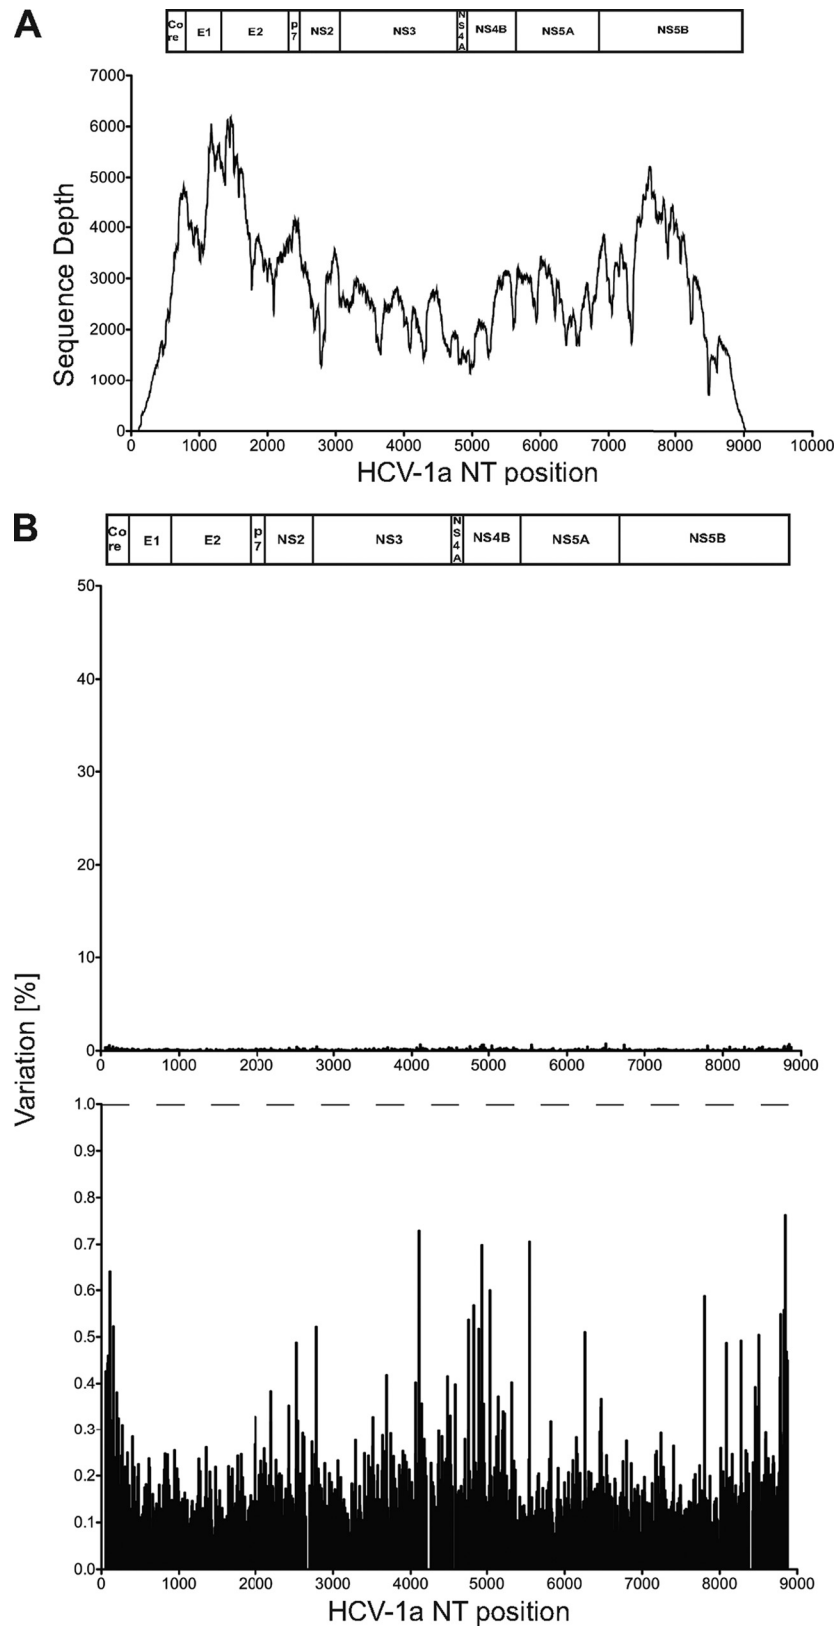 A
Co re E1 E2 p 7 NS2 NS3 N S 4 A NS4B NS5A NS5B
7000
6000
5000
4000
3000
2000
1000
0
Sequence Depth
0 1000 2000 3000 4000 5000 6000 7000 8000 9000 10000
HCV-1a NT position
B
Co re E1 E2 p 7 NS2 NS3 N S 4 A NS4B NS5A NS5B
50
40
30
20
10
0
0 1000 2000 3000 4000 5000 6000 7000 8000 9000
Variation [%]
1.0
0.9
0.8
0.7
0.6
0.5
0.4
0.3
0.2
0.1
0.0
0 1000 2000 3000 4000 5000 6000 7000 8000 9000
HCV-1a NT position